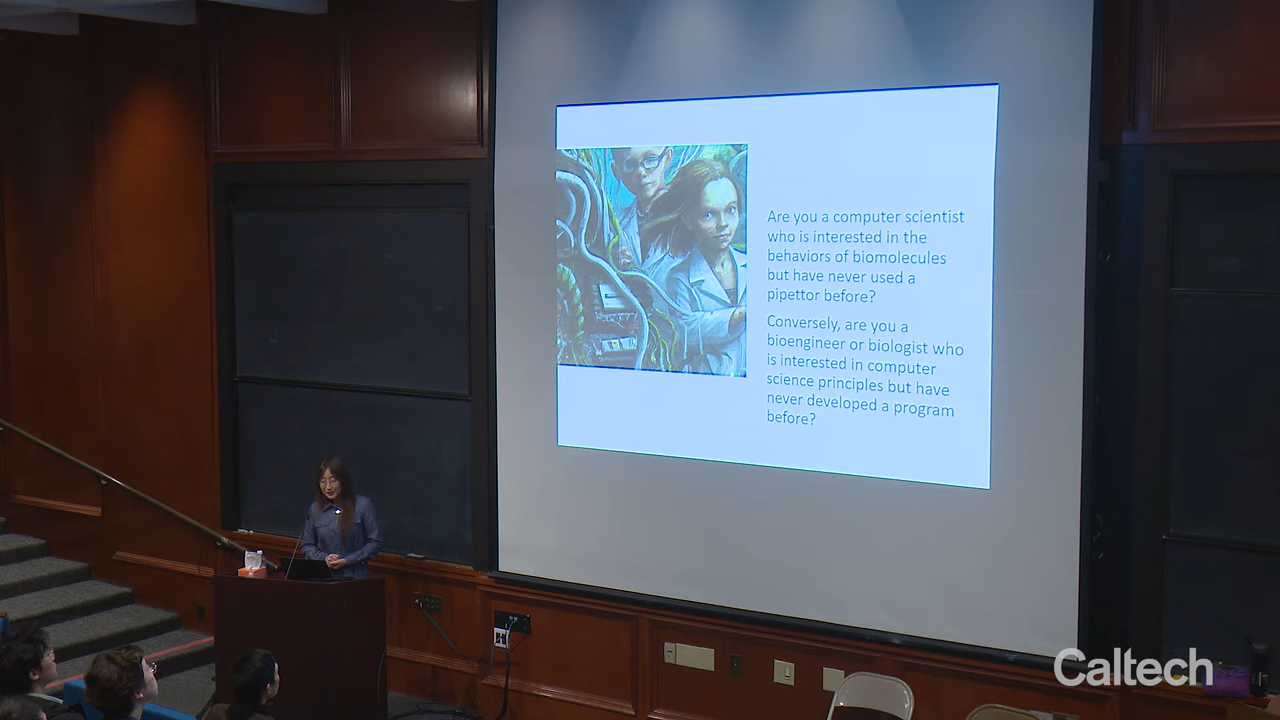 Are you a computer scientist
who is interested in the
behaviors of biomolecules
but have never used a
pipettor before?
Conversely, are you a
bioengineer or biologist who
is interested in computer
science principles but have
never developed a program
before?
Caltech